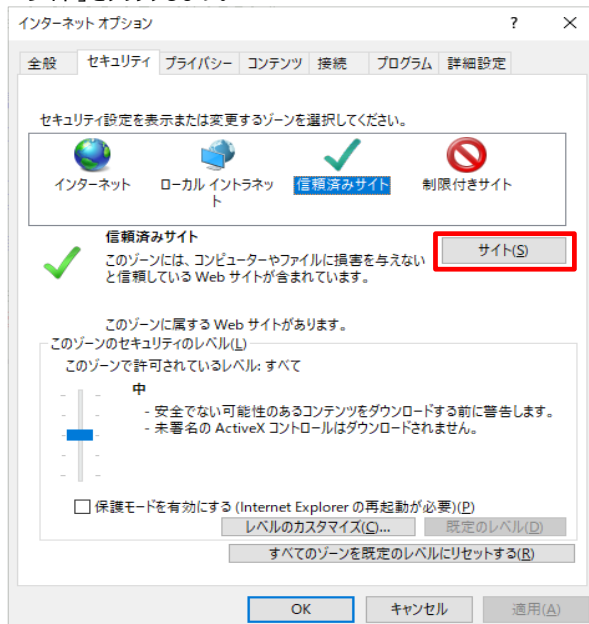 インターネット オプション ? ×
全般 セキュリティ プライバシー コンテンツ 接続 プログラム 詳細設定
セキュリティ設定を表示または変更するゾーンを選択してください。
インターネット ローカル イントラネッ 信頼済みサイト 制限付きサイト
ト
信頼済みサイト
サイト(S)
このゾーンには、コンピューターやファイルに損害を与えない
と信頼している Web サイトが含まれています。
このゾーンに属する Web サイトがあります。
このゾーンのセキュリティのレベル(L)
このゾーンで許可されているレベル: すべて
中
- 安全でない可能性のあるコンテンツをダウンロードする前に警告します。
- 未署名の ActiveX コントロールはダウンロードされません。
保護モードを有効にする (Internet Explorer の再起動が必要)(P)
レベルのカスタマイズ(C)... 既定のレベル(D)
すべてのゾーンを既定のレベルにリセットする(R)
OK キャンセル 適用(A)